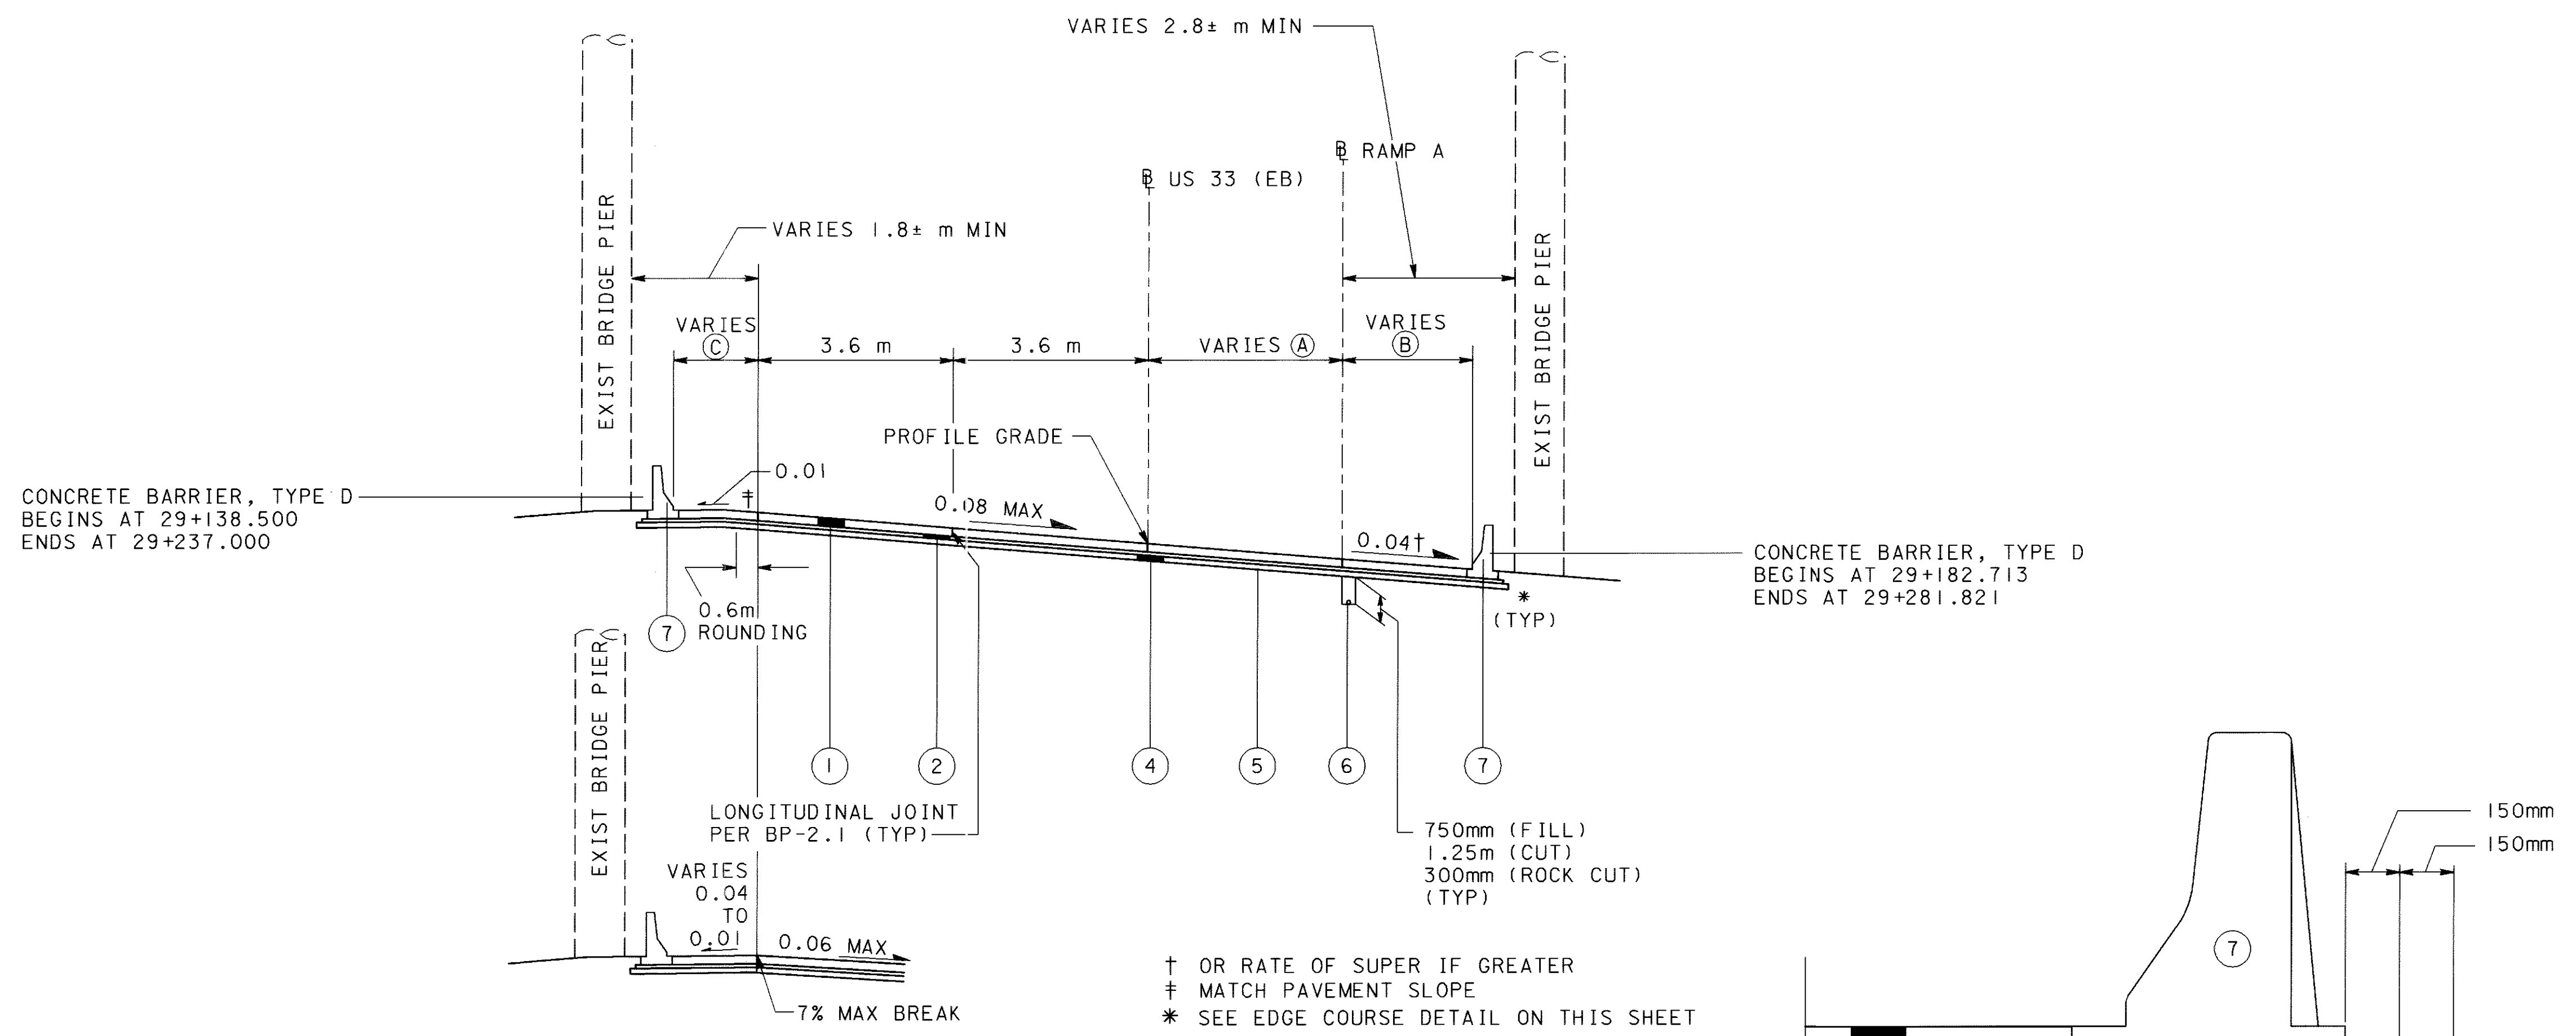 VARIES 2.8± m MIN
℄ RAMP A
℄ US 33 (EB)
EXIST BRIDGE PIER
VARIES 1.8± m MIN
EXIST BRIDGE PIER
VARIES
C
3.6 m
3.6 m
VARIES A
VARIES
B
PROFILE GRADE
0.01
‡
0.08 MAX
0.04†
CONCRETE BARRIER, TYPE D
BEGINS AT 29+138.500
ENDS AT 29+237.000
CONCRETE BARRIER, TYPE D
BEGINS AT 29+182.713
ENDS AT 29+281.821
*
(TYP)
0.6m
ROUNDING
7
EXIST BRIDGE PIER
1
2
4
5
6
7
LONGITUDINAL JOINT
PER BP-2.1 (TYP)
750mm (FILL)
1.25m (CUT)
300mm (ROCK CUT)
(TYP)
150mm
150mm
VARIES
0.04
TO
0.01
0.06 MAX
7% MAX BREAK
7
† OR RATE OF SUPER IF GREATER
‡ MATCH PAVEMENT SLOPE
* SEE EDGE COURSE DETAIL ON THIS SHEET